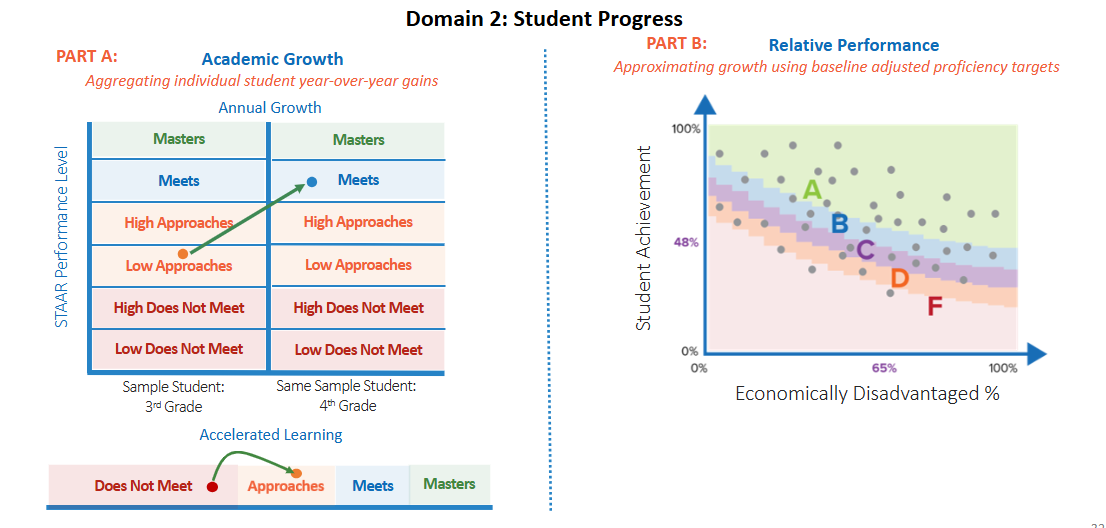 Domain 2: Student Progress
PART A:
Academic Growth
Aggregating individual student year-over-year gains
Annual Growth
STAAR Performance Level
Masters
Masters
Meets
Meets
High Approaches
High Approaches
Low Approaches
Low Approaches
High Does Not Meet
High Does Not Meet
Low Does Not Meet
Low Does Not Meet
Sample Student:
3rd Grade
Same Sample Student:
4th Grade
Accelerated Learning
Does Not Meet
Approaches
Meets
Masters
PART B:
Relative Performance
Approximating growth using baseline adjusted proficiency targets
Student Achievement
100%
48%
0%
A
B
C
D
F
0%
65%
100%
Economically Disadvantaged %